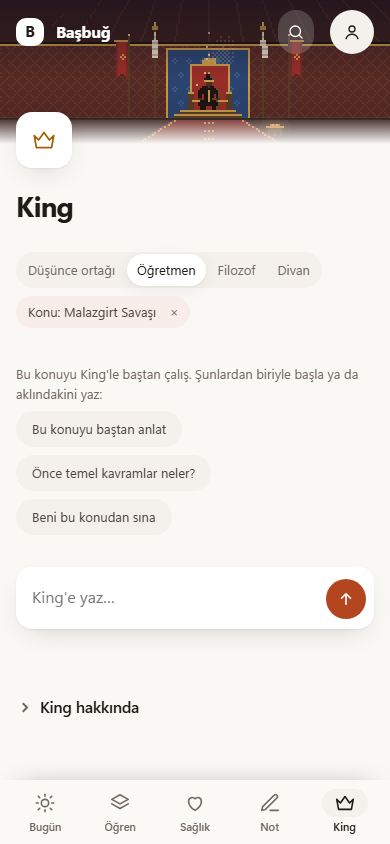 B Başbuğ
King
Düşünce ortağı Öğretmen Filozof Divan
Konu: Malazgirt Savaşı ×
Bu konuyu King'le baştan çalış. Şunlardan biriyle başla ya da
aklındakini yaz:
Bu konuyu baştan anlat
Önce temel kavramlar neler?
Beni bu konudan sına
King'e yaz...
King hakkında
Bugün Öğren Sağlık Not King